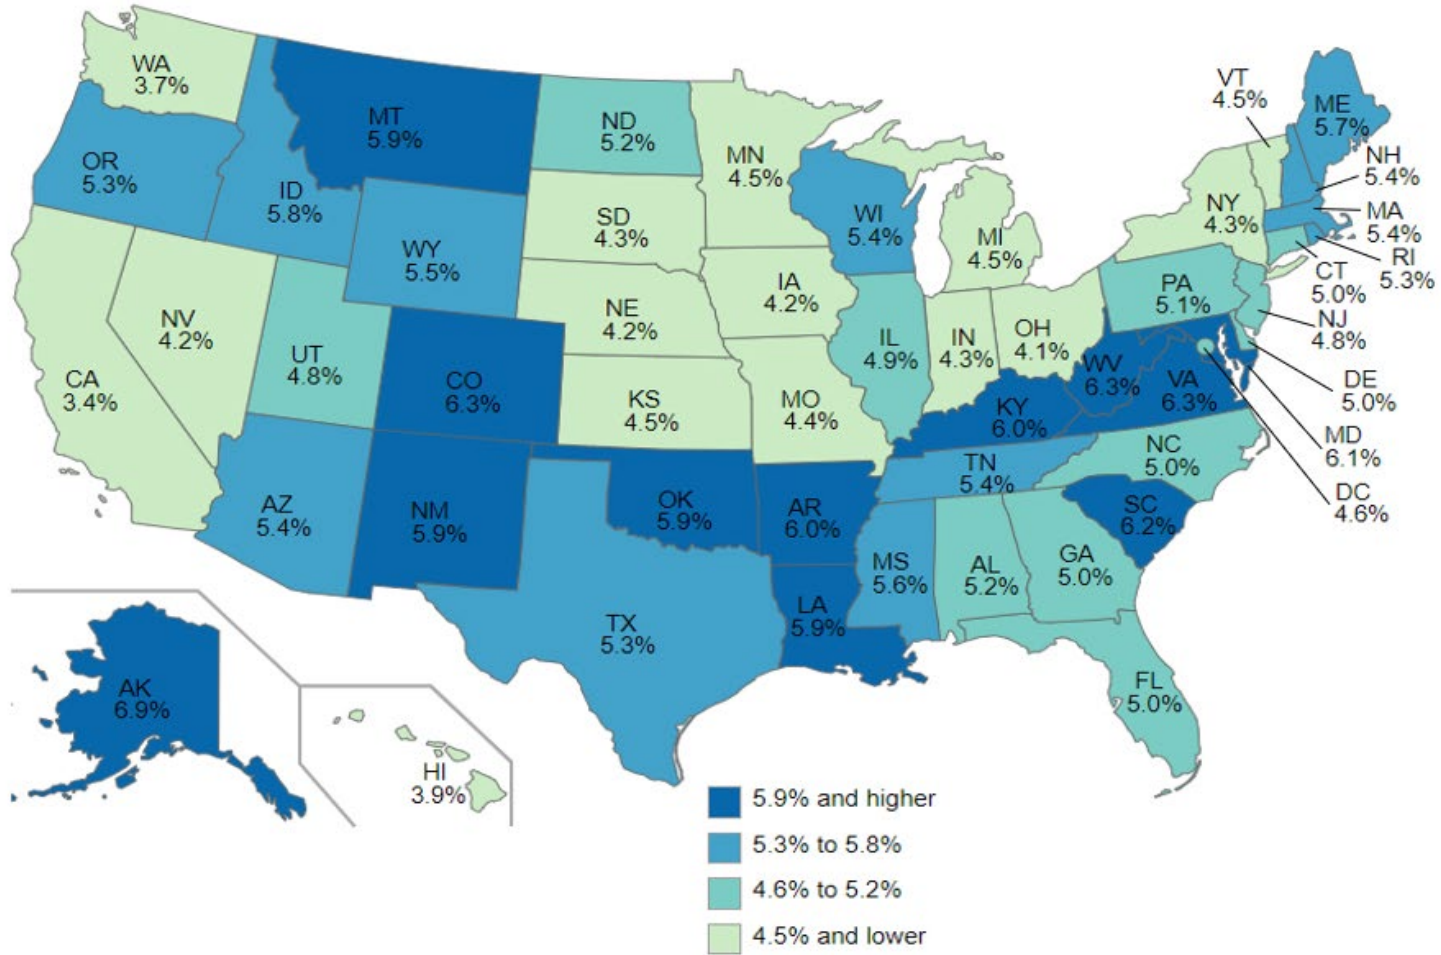 WA
3.7%
MT
5.9%
ND
5.2%
MN
4.5%
VT
4.5%
ME
5.7%
OR
5.3%
ID
5.8%
WY
5.5%
SD
4.3%
WI
5.4%
MI
4.5%
NY
4.3%
NH
5.4%
MA
5.4%
RI
5.3%
CT
5.0%
NJ
4.8%
DE
5.0%
MD
6.1%
DC
4.6%
NV
4.2%
UT
4.8%
CA
3.4%
CO
6.3%
NE
4.2%
IA
4.2%
KS
4.5%
MO
4.4%
IL
4.9%
IN
4.3%
OH
4.1%
PA
5.1%
WV
6.3%
VA
6.3%
KY
6.0%
NC
5.0%
TN
5.4%
SC
6.2%
AZ
5.4%
NM
5.9%
OK
5.9%
AR
6.0%
MS
5.6%
AL
5.2%
GA
5.0%
TX
5.3%
LA
5.9%
FL
5.0%
AK
6.9%
HI
3.9%
5.9% and higher
5.3% to 5.8%
4.6% to 5.2%
4.5% and lower